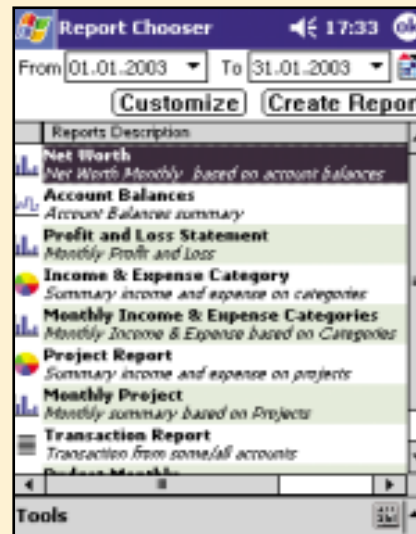 Report Chooser 17:33 ok
From 01.01.2003 To 31.01.2003
Customize Create Repor
Reports Description
Net Worth
Net Worth Monthly based on account balances
Account Balances
Account Balances summary
Profit and Loss Statement
Monthly Profit and Loss
Income & Expense Category
Summary income and expense on categories
Monthly Income & Expense Categories
Monthly Income & Expense based on Categories
Project Report
Summary income and expense on projects
Monthly Project
Monthly summary based on Projects
Transaction Report
Transaction from some/all accounts
Tools